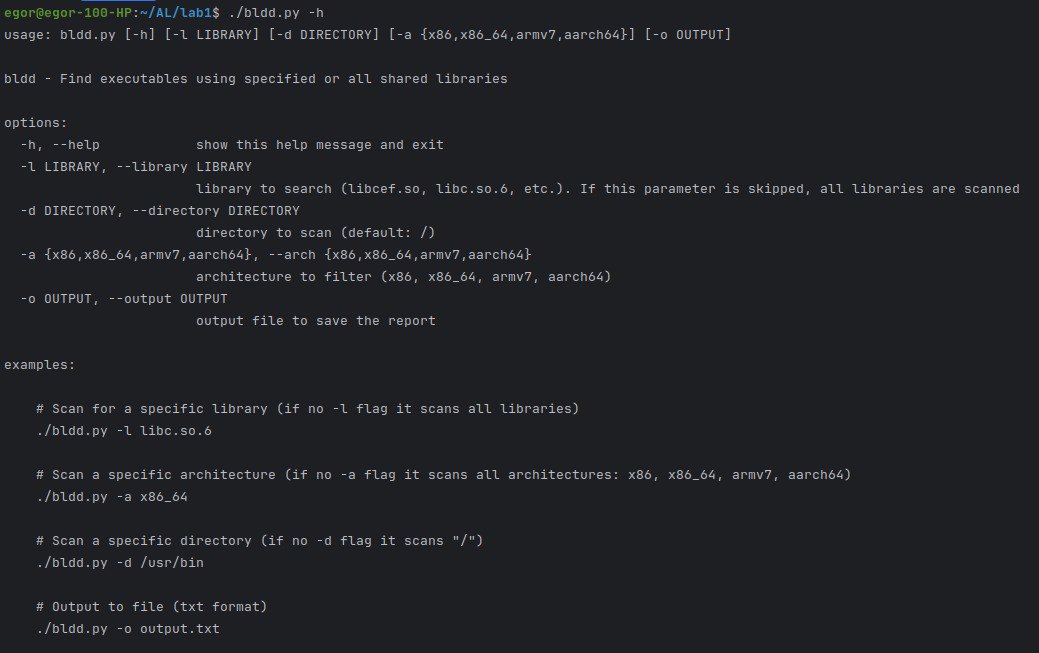 egor@egor-100-HP:~/AL/lab1$ ./bldd.py -h
usage: bldd.py [-h] [-l LIBRARY] [-d DIRECTORY] [-a {x86,x86_64,armv7,aarch64}] [-o OUTPUT]
bldd - Find executables using specified or all shared libraries
options:
-h, --help show this help message and exit
-l LIBRARY, --library LIBRARY
library to search (libcef.so, libc.so.6, etc.). If this parameter is skipped, all libraries are scanned
-d DIRECTORY, --directory DIRECTORY
directory to scan (default: /)
-a {x86,x86_64,armv7,aarch64}, --arch {x86,x86_64,armv7,aarch64}
architecture to filter (x86, x86_64, armv7, aarch64)
-o OUTPUT, --output OUTPUT
output file to save the report
examples:
# Scan for a specific library (if no -l flag it scans all libraries)
./bldd.py -l libc.so.6
# Scan a specific architecture (if no -a flag it scans all architectures: x86, x86_64, armv7, aarch64)
./bldd.py -a x86_64
# Scan a specific directory (if no -d flag it scans "/")
./bldd.py -d /usr/bin
# Output to file (txt format)
./bldd.py -o output.txt